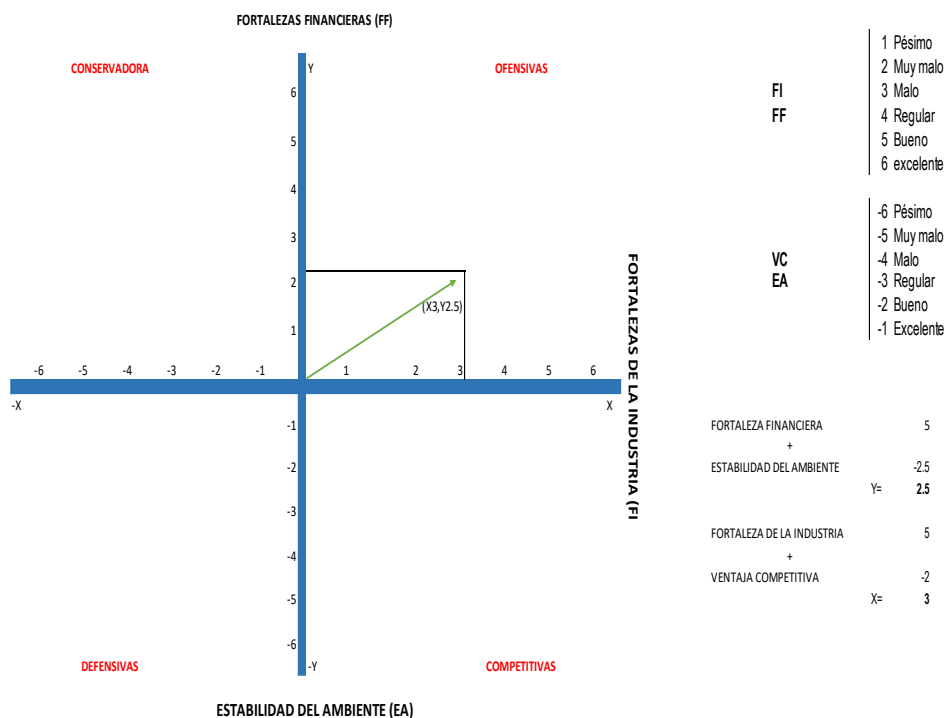 FORTALEZAS FINANCIERAS (FF)
CONSERVADORA
Y
OFENSIVAS
6
5
4
3
2
1
(X3,Y2.5)
-6 -5 -4 -3 -2 -1 1 2 3 4 5 6
-X
X
-1
-2
-3
-4
-5
-6
DEFENSIVAS
-Y
COMPETITIVAS
ESTABILIDAD DEL AMBIENTE (EA)
FORTALEZAS DE LA INDUSTRIA (FI
FI
FF
1 Pésimo
2 Muy malo
3 Malo
4 Regular
5 Bueno
6 excelente
VC
EA
-6 Pésimo
-5 Muy malo
-4 Malo
-3 Regular
-2 Bueno
-1 Excelente
FORTALEZA FINANCIERA 5
+
ESTABILIDAD DEL AMBIENTE -2.5
Y= 2.5
FORTALEZA DE LA INDUSTRIA 5
+
VENTAJA COMPETITIVA -2
X= 3